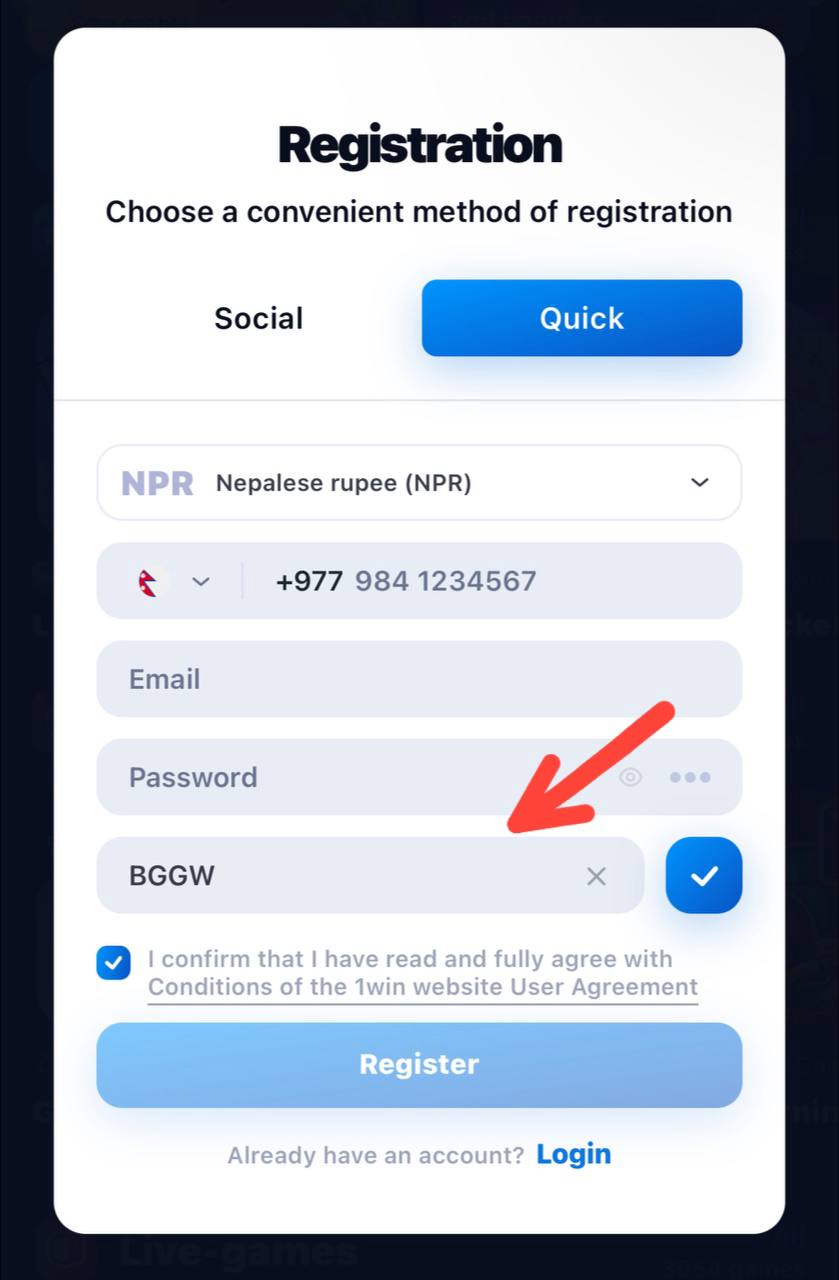 Registration
Choose a convenient method of registration
Social
Quick
NPR Nepalese rupee (NPR)
+977 984 1234567
Email
Password
BGGW
I confirm that I have read and fully agree with
Conditions of the 1win website User Agreement
Register
Already have an account? Login
Live-games